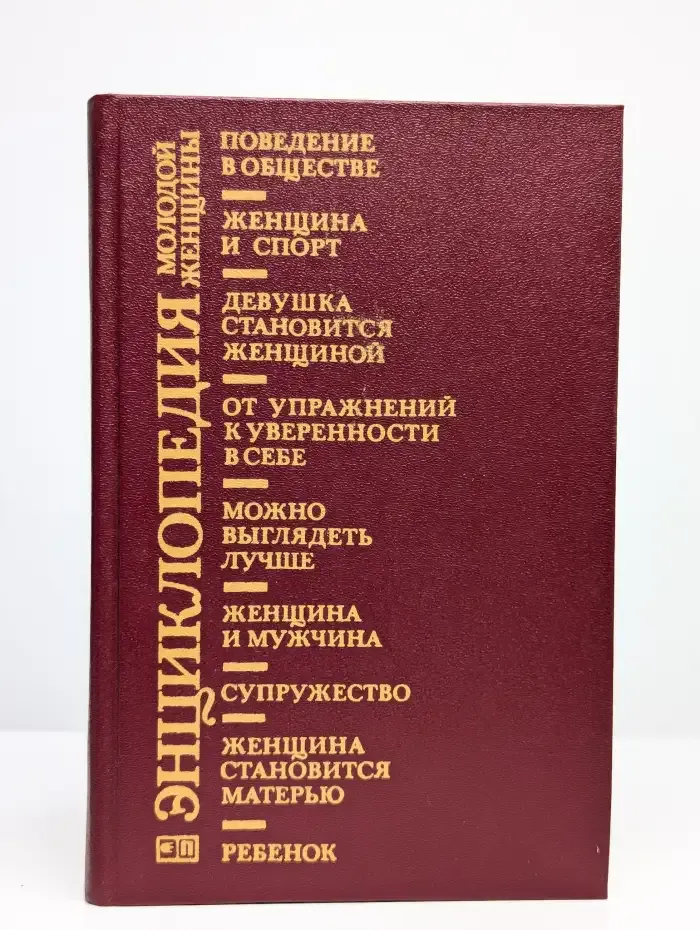 ЭНЦИКЛОПЕДИЯ
МОЛОДОЙ
ЖЕНЩИНЫ
ПОВЕДЕНИЕ
В ОБЩЕСТВЕ
ЖЕНЩИНА
И СПОРТ
ДЕВУШКА
СТАНОВИТСЯ
ЖЕНЩИНОЙ
ОТ УПРАЖНЕНИЙ
К УВЕРЕННОСТИ
В СЕБЕ
МОЖНО
ВЫГЛЯДЕТЬ
ЛУЧШЕ
ЖЕНЩИНА
И МУЖЧИНА
СУПРУЖЕСТВО
ЖЕНЩИНА
СТАНОВИТСЯ
МАТЕРЬЮ
РЕБЕНОК